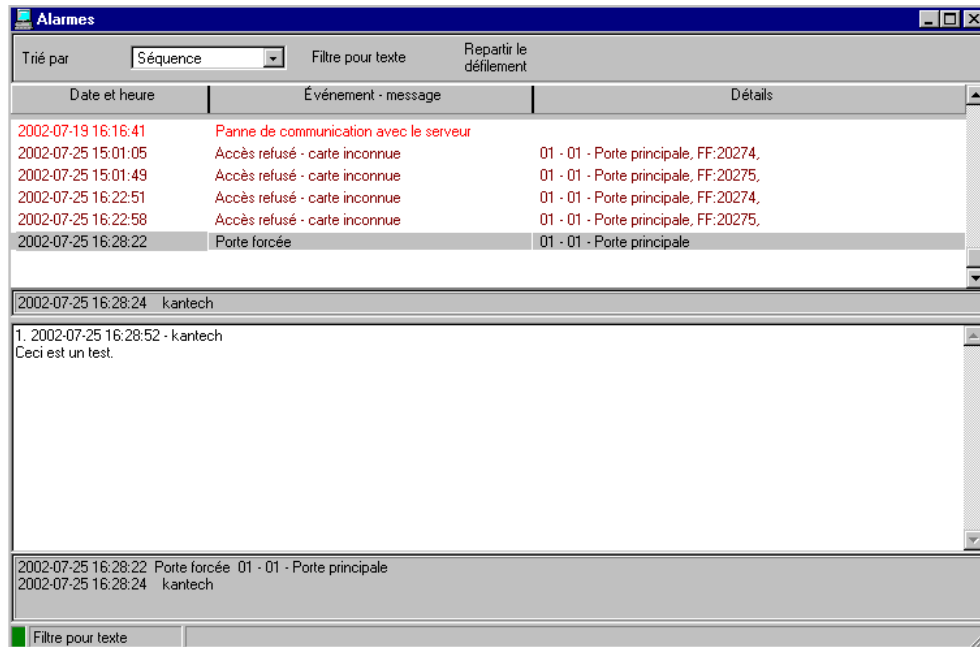 Alarmes
Trié par Séquence Filtre pour texte Repartir le défilement
Date et heure Événement - message Détails
2002-07-19 16:16:41 Panne de communication avec le serveur
2002-07-25 15:01:05 Accès refusé - carte inconnue 01 - 01 - Porte principale, FF:20274,
2002-07-25 15:01:49 Accès refusé - carte inconnue 01 - 01 - Porte principale, FF:20275,
2002-07-25 16:22:51 Accès refusé - carte inconnue 01 - 01 - Porte principale, FF:20274,
2002-07-25 16:22:58 Accès refusé - carte inconnue 01 - 01 - Porte principale, FF:20275,
2002-07-25 16:28:22 Porte forcée 01 - 01 - Porte principale
2002-07-25 16:28:24 kantech
1. 2002-07-25 16:28:52 - kantech
Ceci est un test.
2002-07-25 16:28:22 Porte forcée 01 - 01 - Porte principale
2002-07-25 16:28:24 kantech
Filtre pour texte